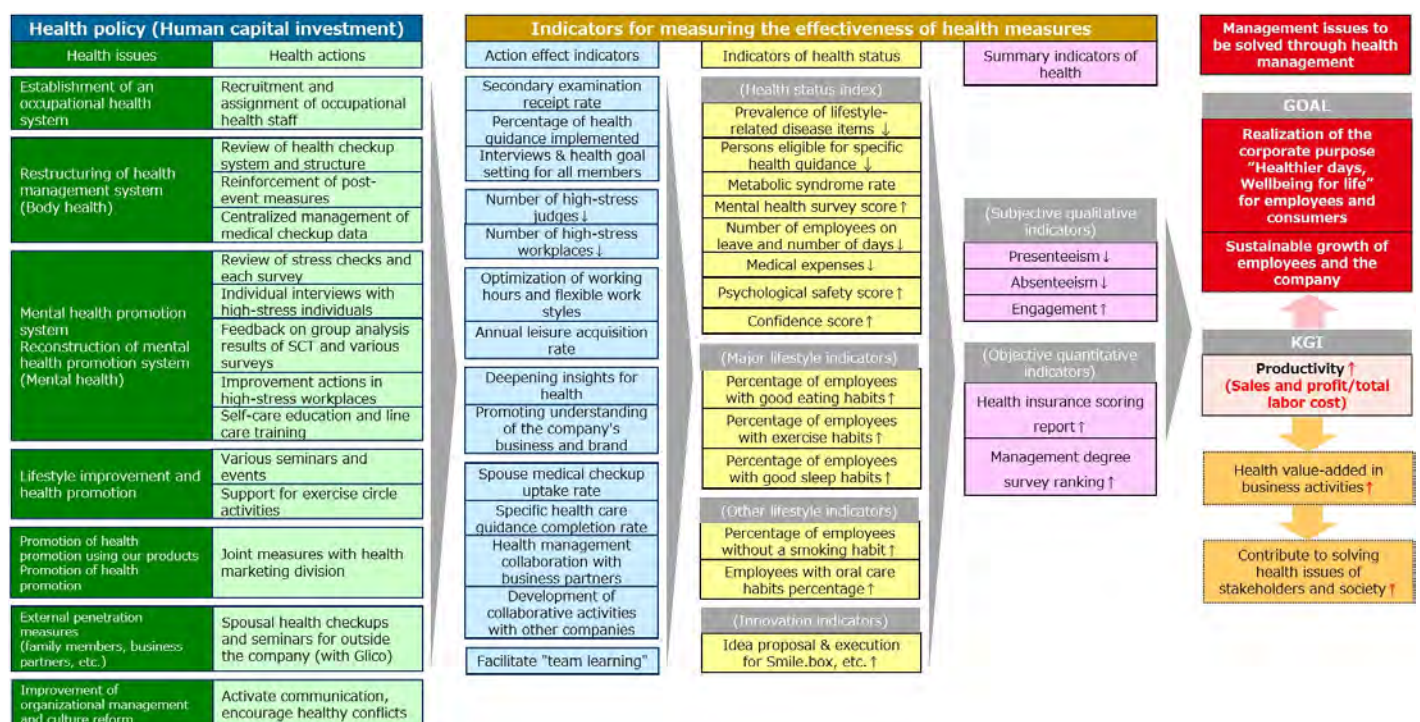 Health policy (Human capital investment)
Health issues
Health actions
Establishment of an
occupational health
system
Recruitment and
assignment of occupational
health staff
Restructuring of health
management system
(Body health)
Review of health checkup
system and structure
Reinforcement of post-
event measures
Centralized management of
medical checkup data
Mental health promotion
system
Reconstruction of mental
health promotion system
(Mental health)
Review of stress checks and
each survey
Individual interviews with
high-stress individuals
Feedback on group analysis
results of SCT and various
surveys
Improvement actions in
high-stress workplaces
Self-care education and line
care training
Lifestyle improvement and
health promotion
Various seminars and
events
Support for exercise circle
activities
Promotion of health
promotion using our products
Promotion of health
promotion
Joint measures with health
marketing division
External penetration
measures
(family members, business
partners, etc.)
Spousal health checkups
and seminars for outside
the company (with Glico)
Improvement of
organizational management
and culture reform
Activate communication,
encourage healthy conflicts
Indicators for measuring the effectiveness of health measures
Action effect indicators
Secondary examination
receipt rate
Percentage of health
guidance implemented
Interviews & health goal
setting for all members
Number of high-stress
judges↓
Number of high-stress
workplaces↓
Optimization of working
hours and flexible work
styles
Annual leisure acquisition
rate
Deepening insights for
health
Promoting understanding
of the company's
business and brand
Spouse medical checkup
uptake rate
Specific health care
guidance completion rate
Health management
collaboration with
business partners
Development of
collaborative activities
with other companies
Facilitate "team learning"
Indicators of health status
(Health status index)
Prevalence of lifestyle-
related disease items ↓
Persons eligible for specific
health guidance ↓
Metabolic syndrome rate
Mental health survey score↑
Number of employees on
leave and number of days↓
Medical expenses↓
Psychological safety score↑
Confidence score↑
(Major lifestyle indicators)
Percentage of employees
with good eating habits↑
Percentage of employees
with exercise habits↑
Percentage of employees
with good sleep habits↑
(Other lifestyle indicators)
Percentage of employees
without a smoking habit↑
Employees with oral care
habits percentage↑
(Innovation indicators)
Idea proposal & execution
for Smile.box, etc.↑
Summary indicators of
health
(Subjective qualitative
indicators)
Presenteeism↓
Absenteeism↓
Engagement↑
(Objective quantitative
indicators)
Health insurance scoring
report↑
Management degree
survey ranking↑
Management issues to
be solved through health
management
GOAL
Realization of the
corporate purpose
"Healthier days,
Wellbeing for life"
for employees and
consumers
Sustainable growth of
employees and the
company
KGI
Productivity↑
(Sales and profit/total
labor cost)
Health value-added in
business activities↑
Contribute to solving
health issues of
stakeholders and society↑